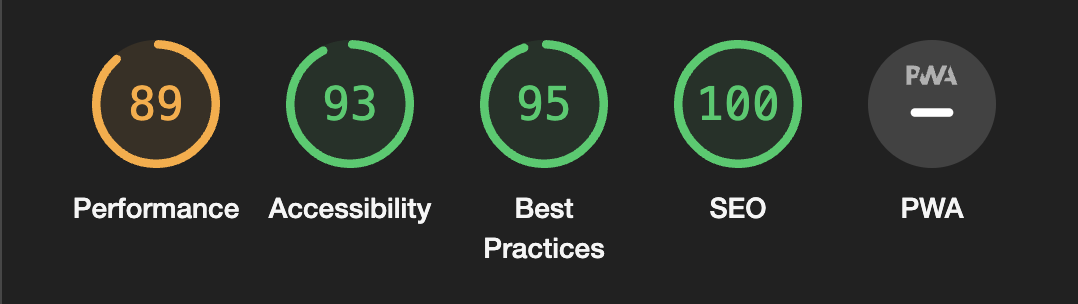 89
93
95
100
PWA
Performance
Accessibility
Best
Practices
SEO
PWA